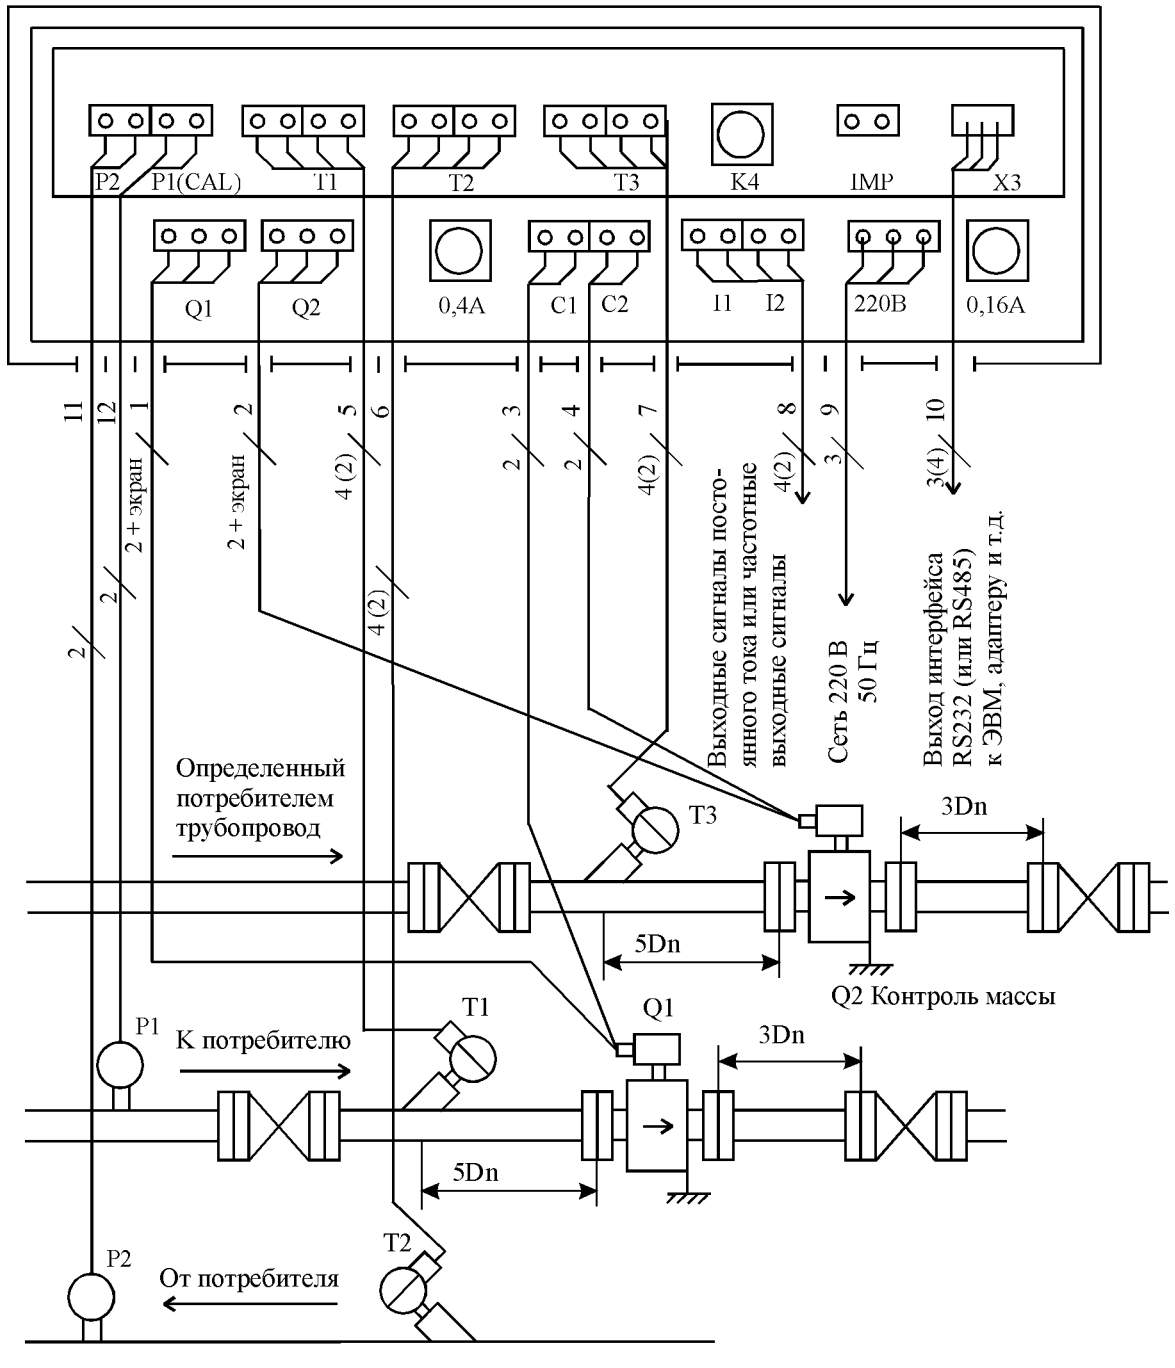 P2
P1(CAL)
T1
T2
T3
K4
IMP
X3
Q1
Q2
0,4А
C1
C2
I1
I2
220В
0,16А
11
12
1
2
5
6
3
4
7
8
9
10
2
2
2 + экран
2 + экран
4 (2)
4 (2)
2
2
4(2)
4(2)
3
3(4)
Выходные сигналы посто-
янного тока или частотные
выходные сигналы
Сеть 220 В
50 Гц
Выход интерфейса
RS232 (или RS485)
к ЭВМ, адаптеру и т.д.
Определенный
потребителем
трубопровод
T3
3Dn
5Dn
Q2 Контроль массы
P1
К потребителю
T1
Q1
3Dn
5Dn
P2
От потребителя
T2